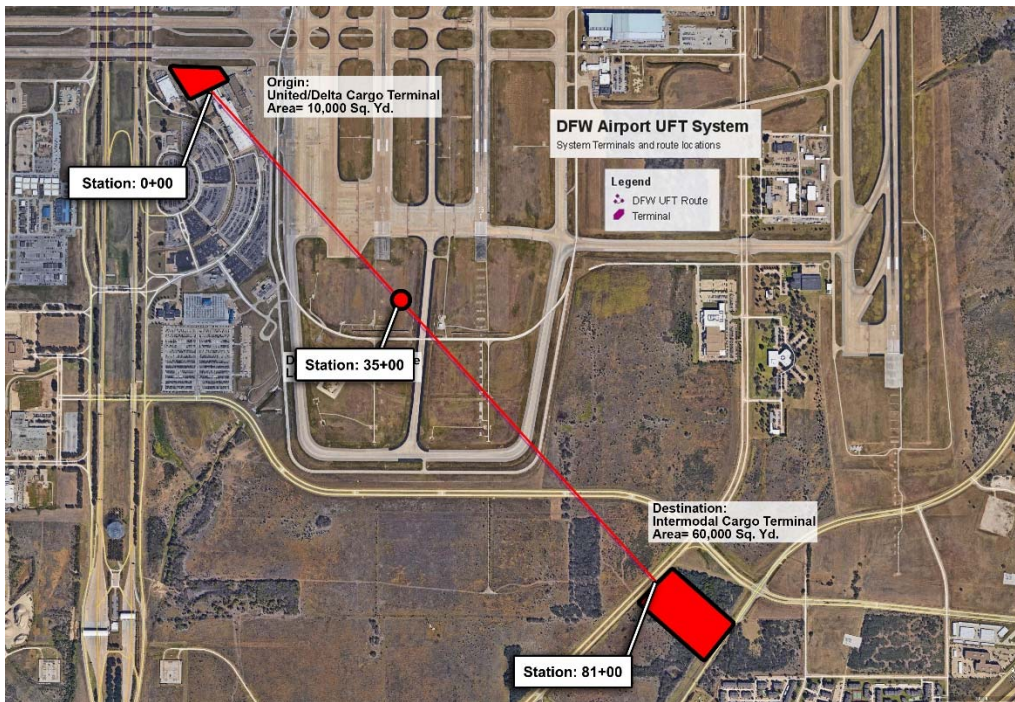 Origin:
United/Delta Cargo Terminal
Area= 10,000 Sq. Yd.
DFW Airport UFT System
System Terminals and route locations
Legend
DFW UFT Route
Terminal
Station: 0+00
Station: 35+00
Destination:
Intermodal Cargo Terminal
Area= 60,000 Sq. Yd.
Station: 81+00